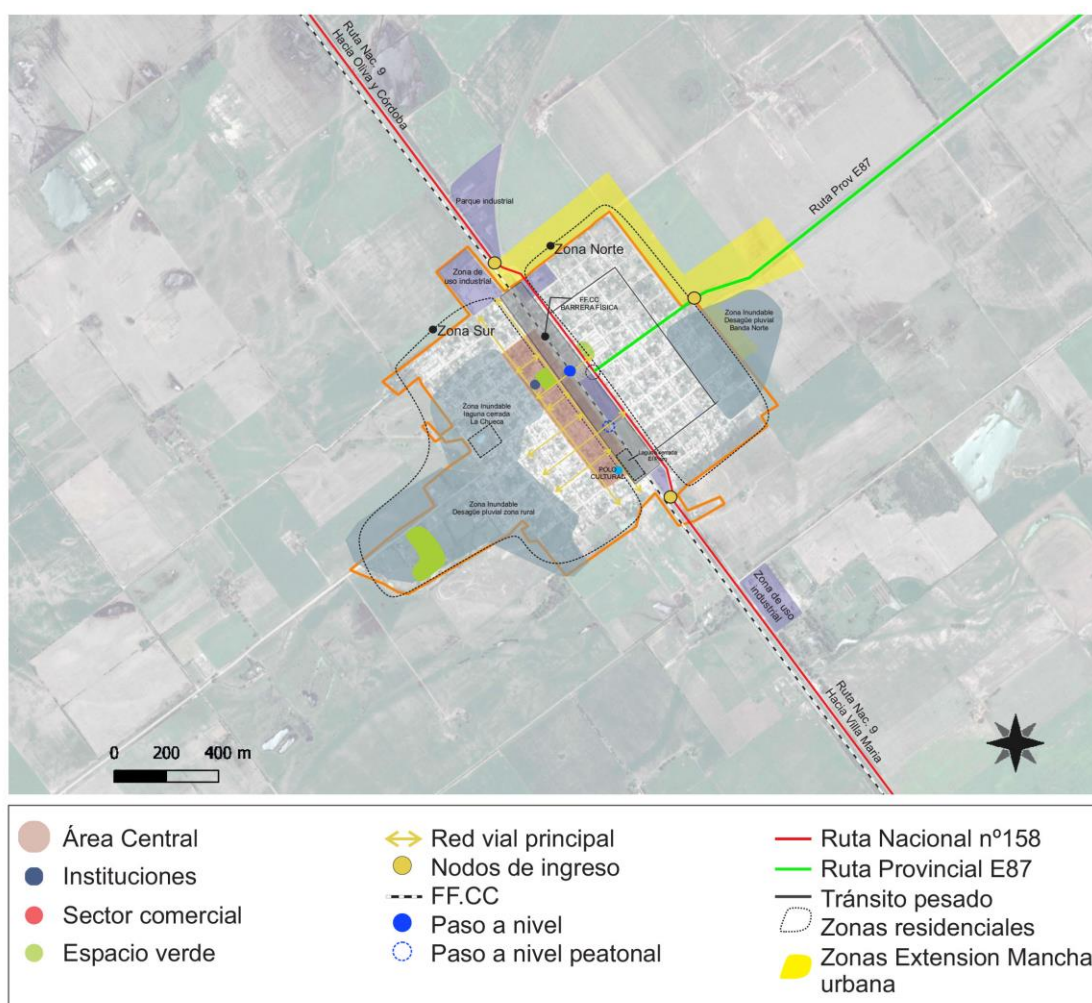 Ruta Nac. 9
Hacia Oliva y Córdoba
Ruta Prov E87
Parque industrial
Zona Norte
Zona de
uso industrial
FF.CC
BARRERA FÍSICA
Zona Inundable
Desagüe pluvial
Banda Norte
Zona Sur
Zona Inundable
laguna cerrada
La Chueca
Laguna cerrada
POLO
CULTURAL
Zona Inundable
Desagüe pluvial zona rural
Zona de uso
industrial
Ruta Nac. 9
Hacia Villa Maria
0 200 400 m
Área Central
Instituciones
Sector comercial
Espacio verde
Red vial principal
Nodos de ingreso
FF.CC
Paso a nivel
Paso a nivel peatonal
Ruta Nacional nº158
Ruta Provincial E87
Tránsito pesado
Zonas residenciales
Zonas Extension Mancha
urbana